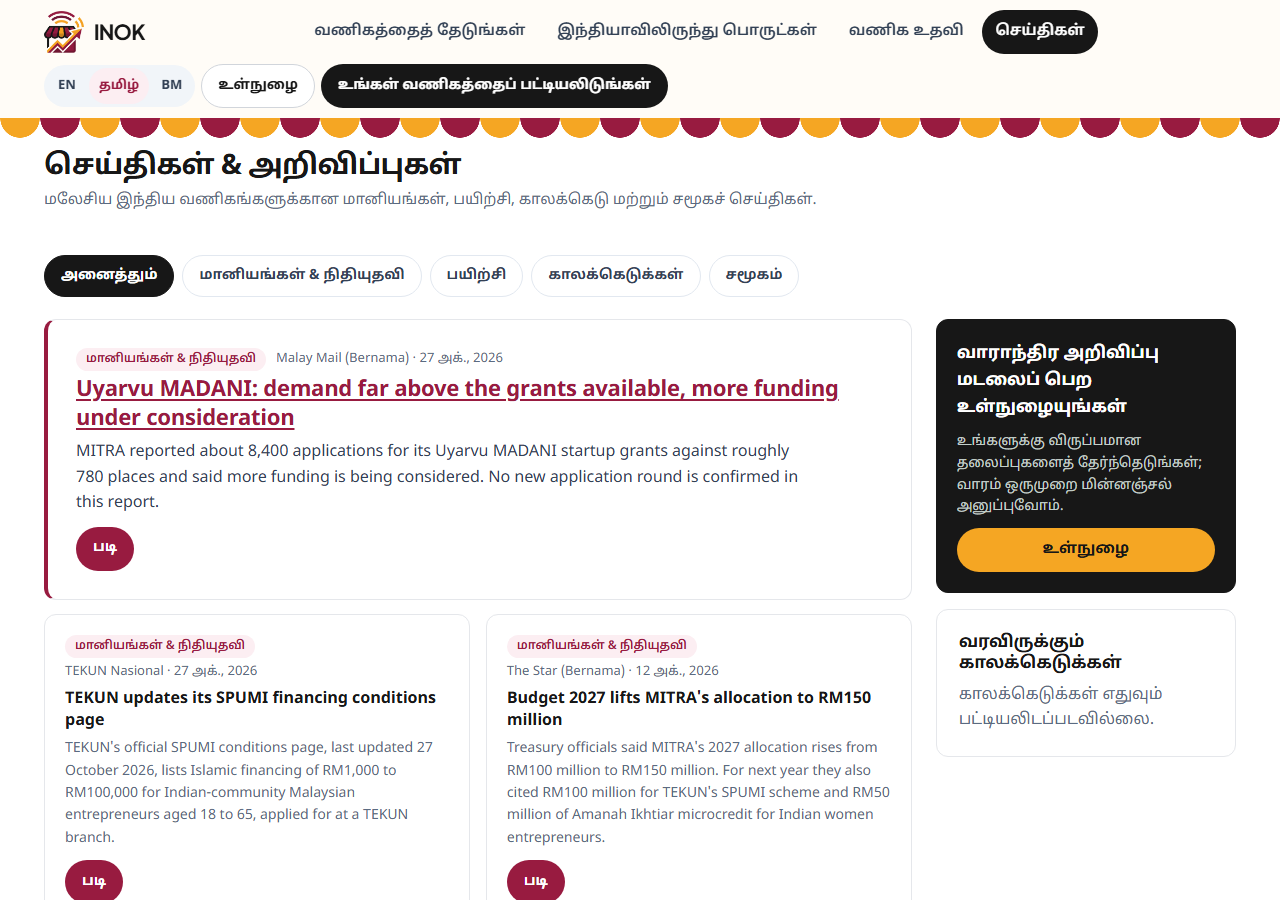 INOK
வணிகத்தைத் தேடுங்கள்
இந்தியாவிலிருந்து பொருட்கள்
வணிக உதவி
செய்திகள்
EN
தமிழ்
BM
உள்நுழை
உங்கள் வணிகத்தைப் பட்டியலிடுங்கள்
செய்திகள் & அறிவிப்புகள்
மலேசிய இந்திய வணிகங்களுக்கான மானியங்கள், பயிற்சி, காலக்கெடு மற்றும் சமூகச் செய்திகள்.
அனைத்தும்
மானியங்கள் & நிதியுதவி
பயிற்சி
காலக்கெடுக்கள்
சமூகம்
மானியங்கள் & நிதியுதவி
Malay Mail (Bernama) · 27 அக்., 2026
Uyarvu MADANI: demand far above the grants available, more funding
under consideration
MITRA reported about 8,400 applications for its Uyarvu MADANI startup grants against roughly
780 places and said more funding is being considered. No new application round is confirmed in
this report.
படி
மானியங்கள் & நிதியுதவி
TEKUN Nasional · 27 அக்., 2026
TEKUN updates its SPUMI financing conditions
page
TEKUN's official SPUMI conditions page, last updated 27
October 2026, lists Islamic financing of RM1,000 to
RM100,000 for Indian-community Malaysian
entrepreneurs aged 18 to 65, applied for at a TEKUN
branch.
படி
மானியங்கள் & நிதியுதவி
The Star (Bernama) · 12 அக்., 2026
Budget 2027 lifts MITRA's allocation to RM150
million
Treasury officials said MITRA's 2027 allocation rises from
RM100 million to RM150 million. For next year they also
cited RM100 million for TEKUN's SPUMI scheme and RM50
million of Amanah Ikhtiar microcredit for Indian women
entrepreneurs.
படி
வாராந்திர அறிவிப்பு
மடலைப் பெற
உள்நுழையுங்கள்
உங்களுக்கு விருப்பமான
தலைப்புகளைத் தேர்ந்தெடுங்கள்;
வாரம் ஒருமுறை மின்னஞ்சல்
அனுப்புவோம்.
உள்நுழை
வரவிருக்கும்
காலக்கெடுக்கள்
காலக்கெடுக்கள் எதுவும்
பட்டியலிடப்படவில்லை.